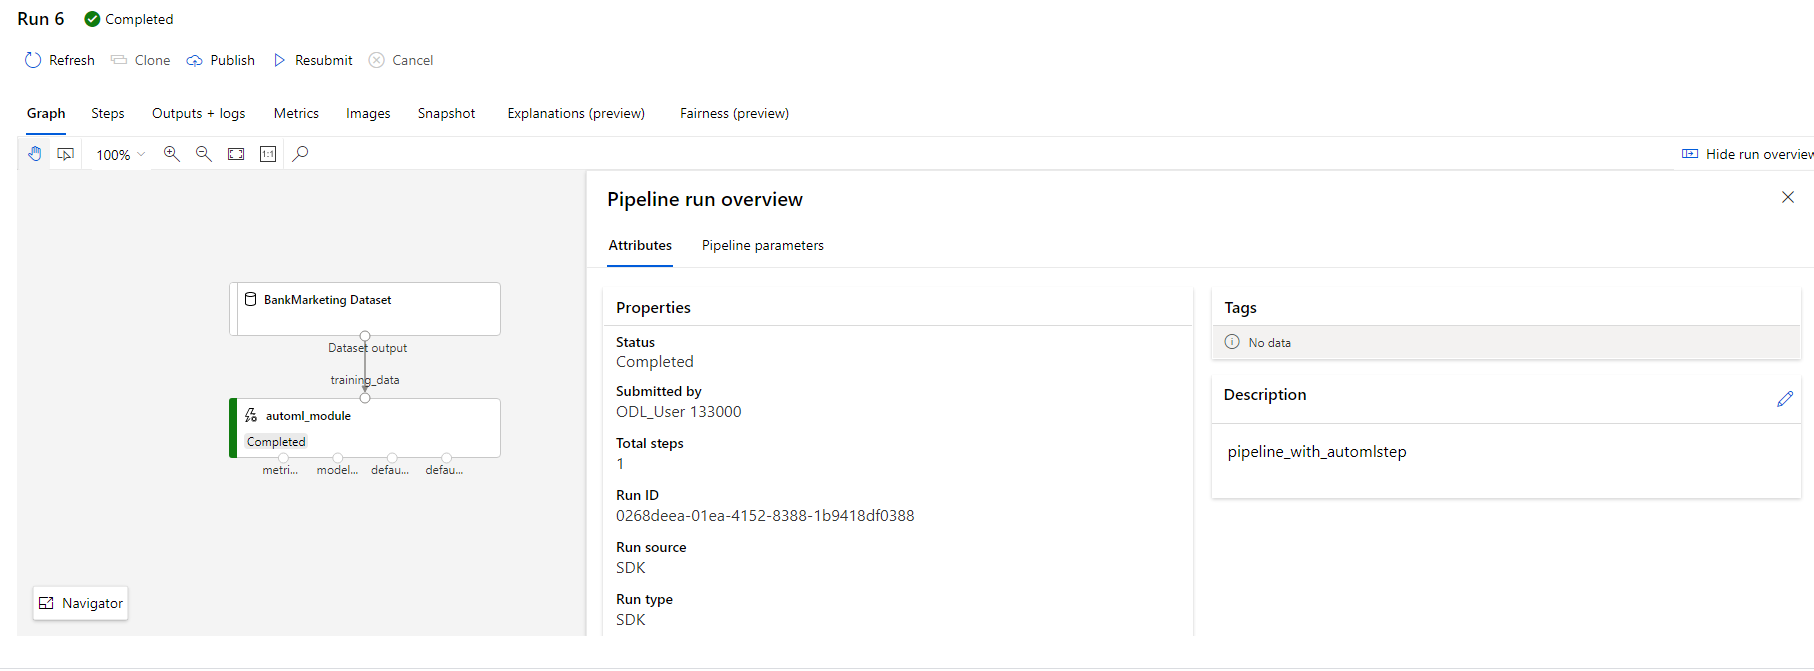 Run 6 Completed
Refresh Clone Publish Resubmit Cancel
Graph Steps Outputs + logs Metrics Images Snapshot Explanations (preview) Fairness (preview)
100% 1:1 Hide run overview
Pipeline run overview
Attributes Pipeline parameters
BankMarketing Dataset
Dataset output
training_data
automl_module
Completed
metri... model... defau... defau...
Navigator
Properties
Status
Completed
Submitted by
ODL_User 133000
Total steps
1
Run ID
0268deea-01ea-4152-8388-1b9418df0388
Run source
SDK
Run type
SDK
Tags
No data
Description
pipeline_with_automlstep